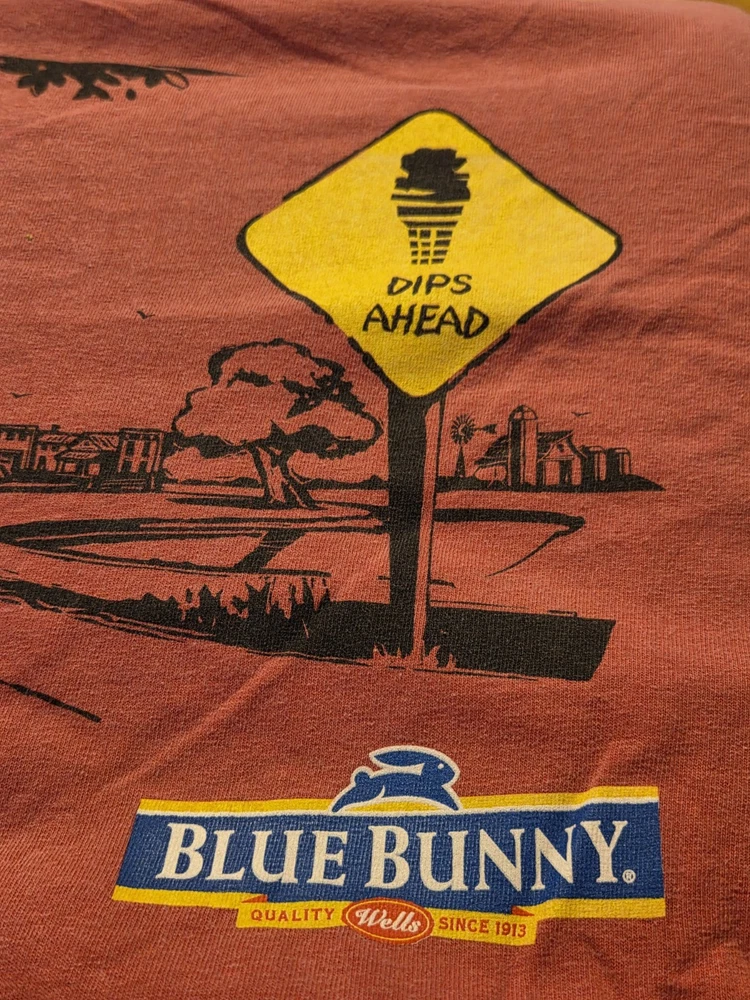 DIPS
AHEAD
BLUE BUNNY®
QUALITY Wells SINCE 1913